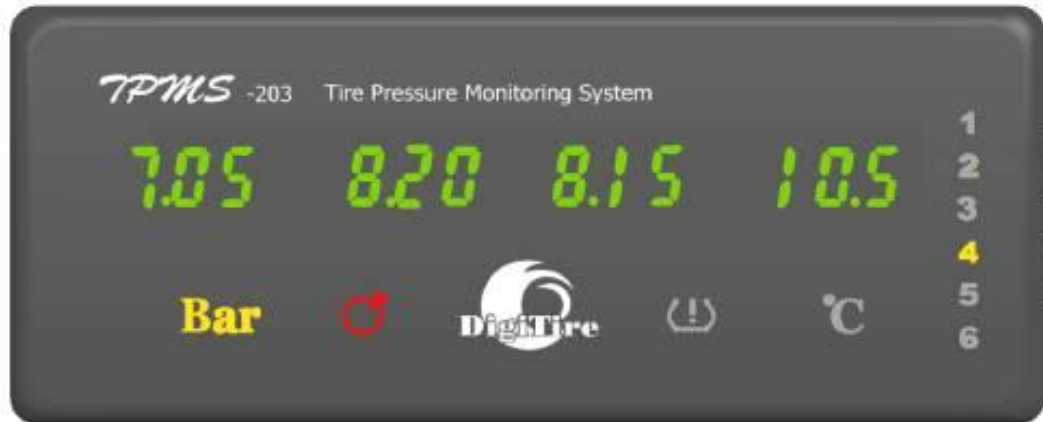 TPMS -203 Tire Pressure Monitoring System
7.05 8.20 8.15 10.5
1
2
3
4
5
6
Bar DigiTire (!) °C